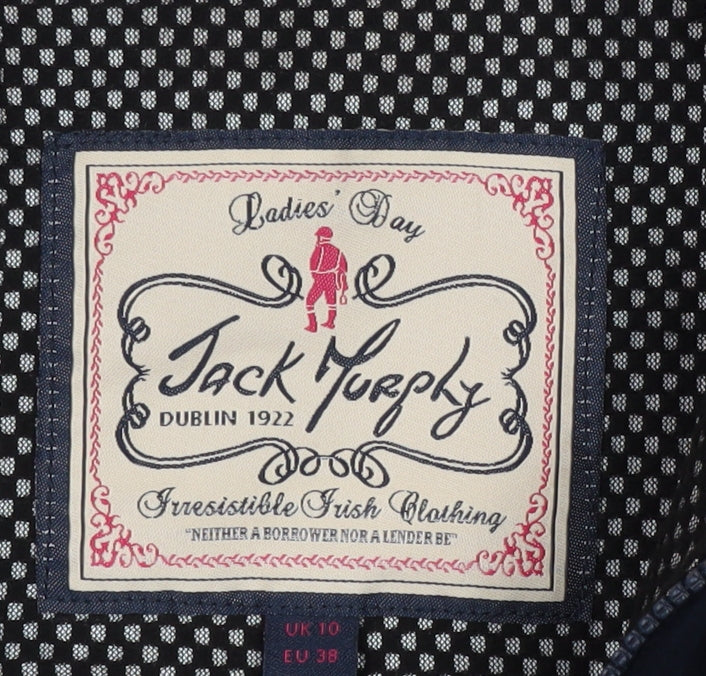 Ladies' Day
Jack Murphy
DUBLIN 1922
Irresistible Irish Clothing
"NEITHER A BORROWER NOR A LENDER BE"
UK 10
EU 38